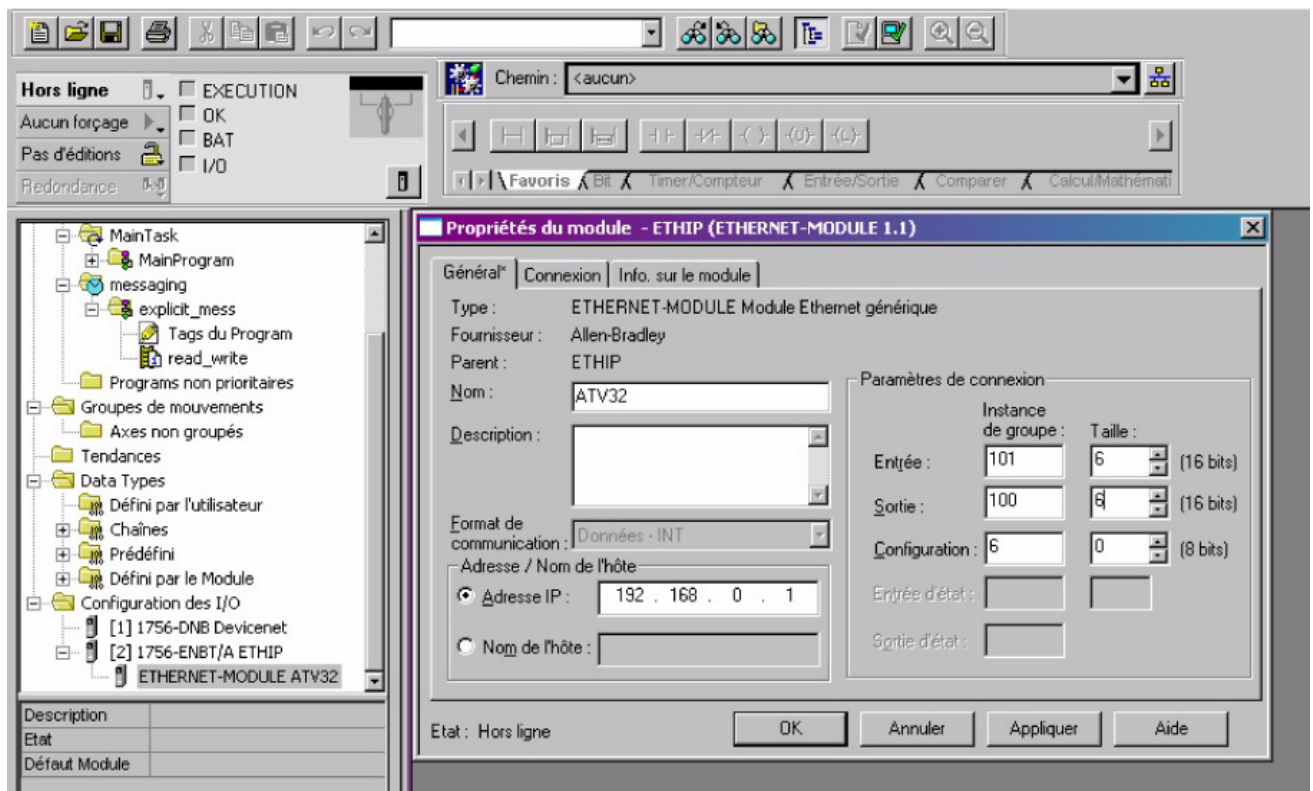 Chemin : <aucun>
Hors ligne
EXECUTION
Aucun forçage
OK
BAT
Pas d'éditions
I/O
Redondance
Favoris Bit Timer/Compteur Entrée/Sortie Comparer Calcul/Mathémati
MainTask
MainProgram
messaging
explicit_mess
Tags du Program
read_write
Programs non prioritaires
Groupes de mouvements
Axes non groupés
Tendances
Data Types
Défini par l'utilisateur
Chaînes
Prédéfini
Défini par le Module
Configuration des I/O
[1] 1756-DNB Devicenet
[2] 1756-ENBT/A ETHIP
ETHERNET-MODULE ATV32
Description
Etat
Défaut Module
Propriétés du module - ETHIP (ETHERNET-MODULE 1.1)
Général* Connexion Info. sur le module
Type : ETHERNET-MODULE Module Ethernet générique
Fournisseur : Allen-Bradley
Parent : ETHIP
Nom : ATV32
Description :
Format de
communication : Données - INT
Adresse / Nom de l'hôte
Adresse IP : 192 . 168 . 0 . 1
Nom de l'hôte :
Paramètres de connexion
Instance
de groupe : Taille :
Entrée : 101 6 (16 bits)
Sortie : 100 6 (16 bits)
Configuration : 6 0 (8 bits)
Entrée d'état :
Sortie d'état :
Etat : Hors ligne
OK Annuler Appliquer Aide